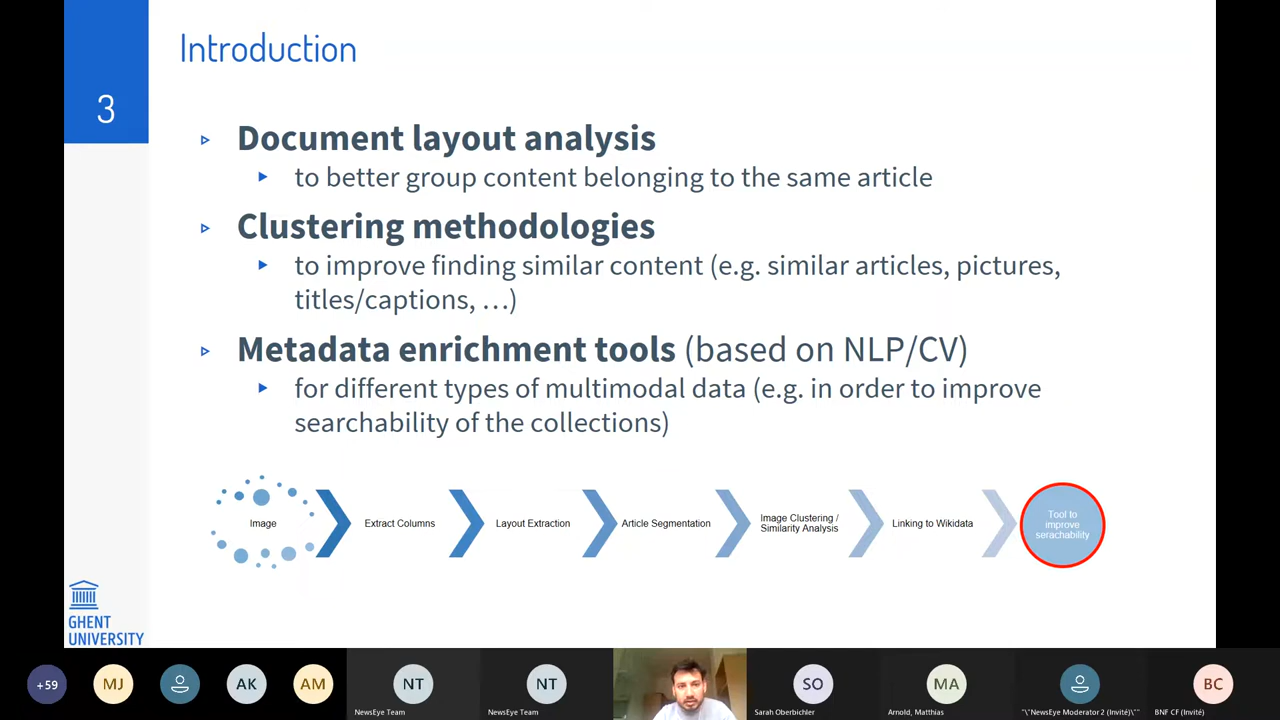 Introduction
3
Document layout analysis
to better group content belonging to the same article
Clustering methodologies
to improve finding similar content (e.g. similar articles, pictures,
titles/captions, …)
Metadata enrichment tools (based on NLP/CV)
for different types of multimodal data (e.g. in order to improve
searchability of the collections)
Image
Extract Columns
Layout Extraction
Article Segmentation
Image Clustering /
Similarity Analysis
Linking to Wikidata
Tool to
improve
serachability
GHENT
UNIVERSITY
+59
MJ
AK
AM
NT
NewsEye Team
NT
NewsEye Team
SO
Sarah Oberbichler
MA
Arnold, Matthias
"\"NewsEye Moderator 2 (Invité)\""
BC
BNF CF (Invité)